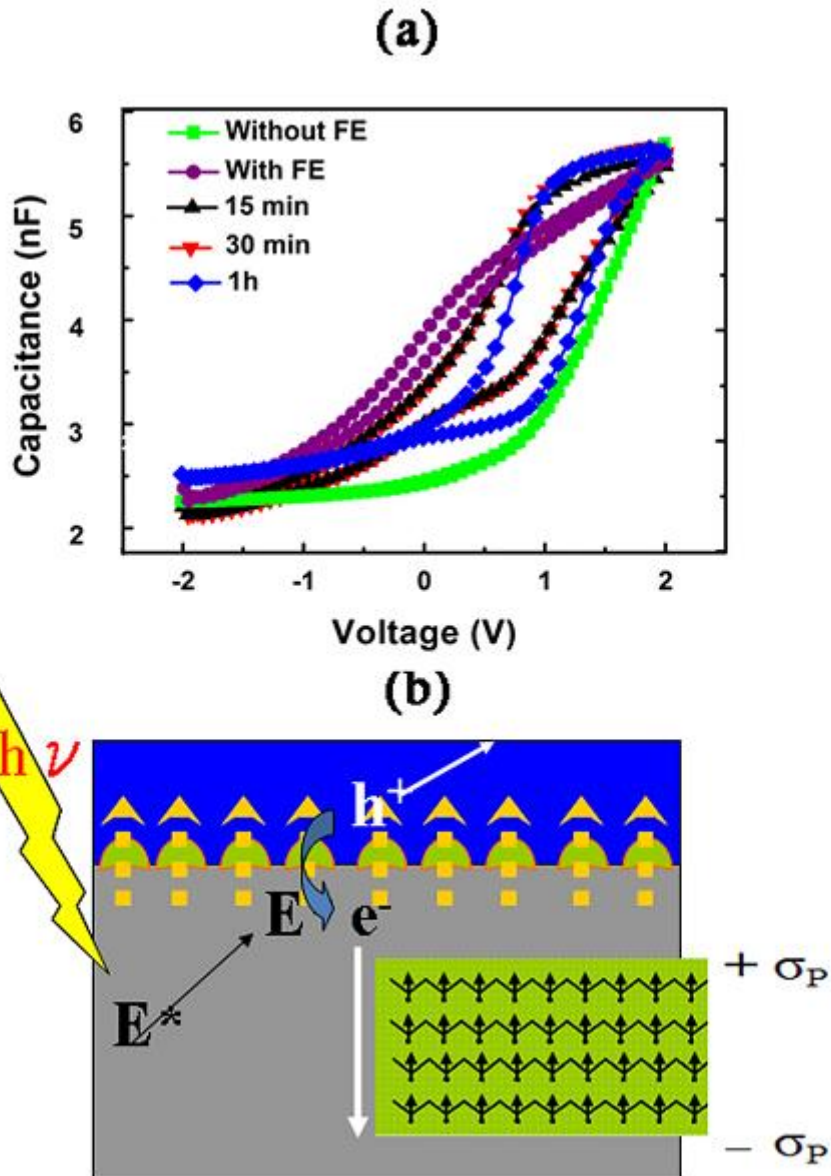 (a)
6
5
4
3
2
Capacitance (nF)
Without FE
With FE
15 min
30 min
1h
-2 -1 0 1 2
Voltage (V)
(b)
h ν
h⁺
E e⁻
E*
+ σP
− σP